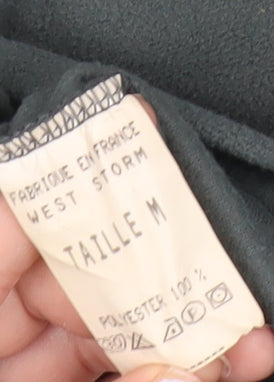 FABRIQUE EN FRANCE
WEST STORM
TAILLE M
POLYESTER 100 %